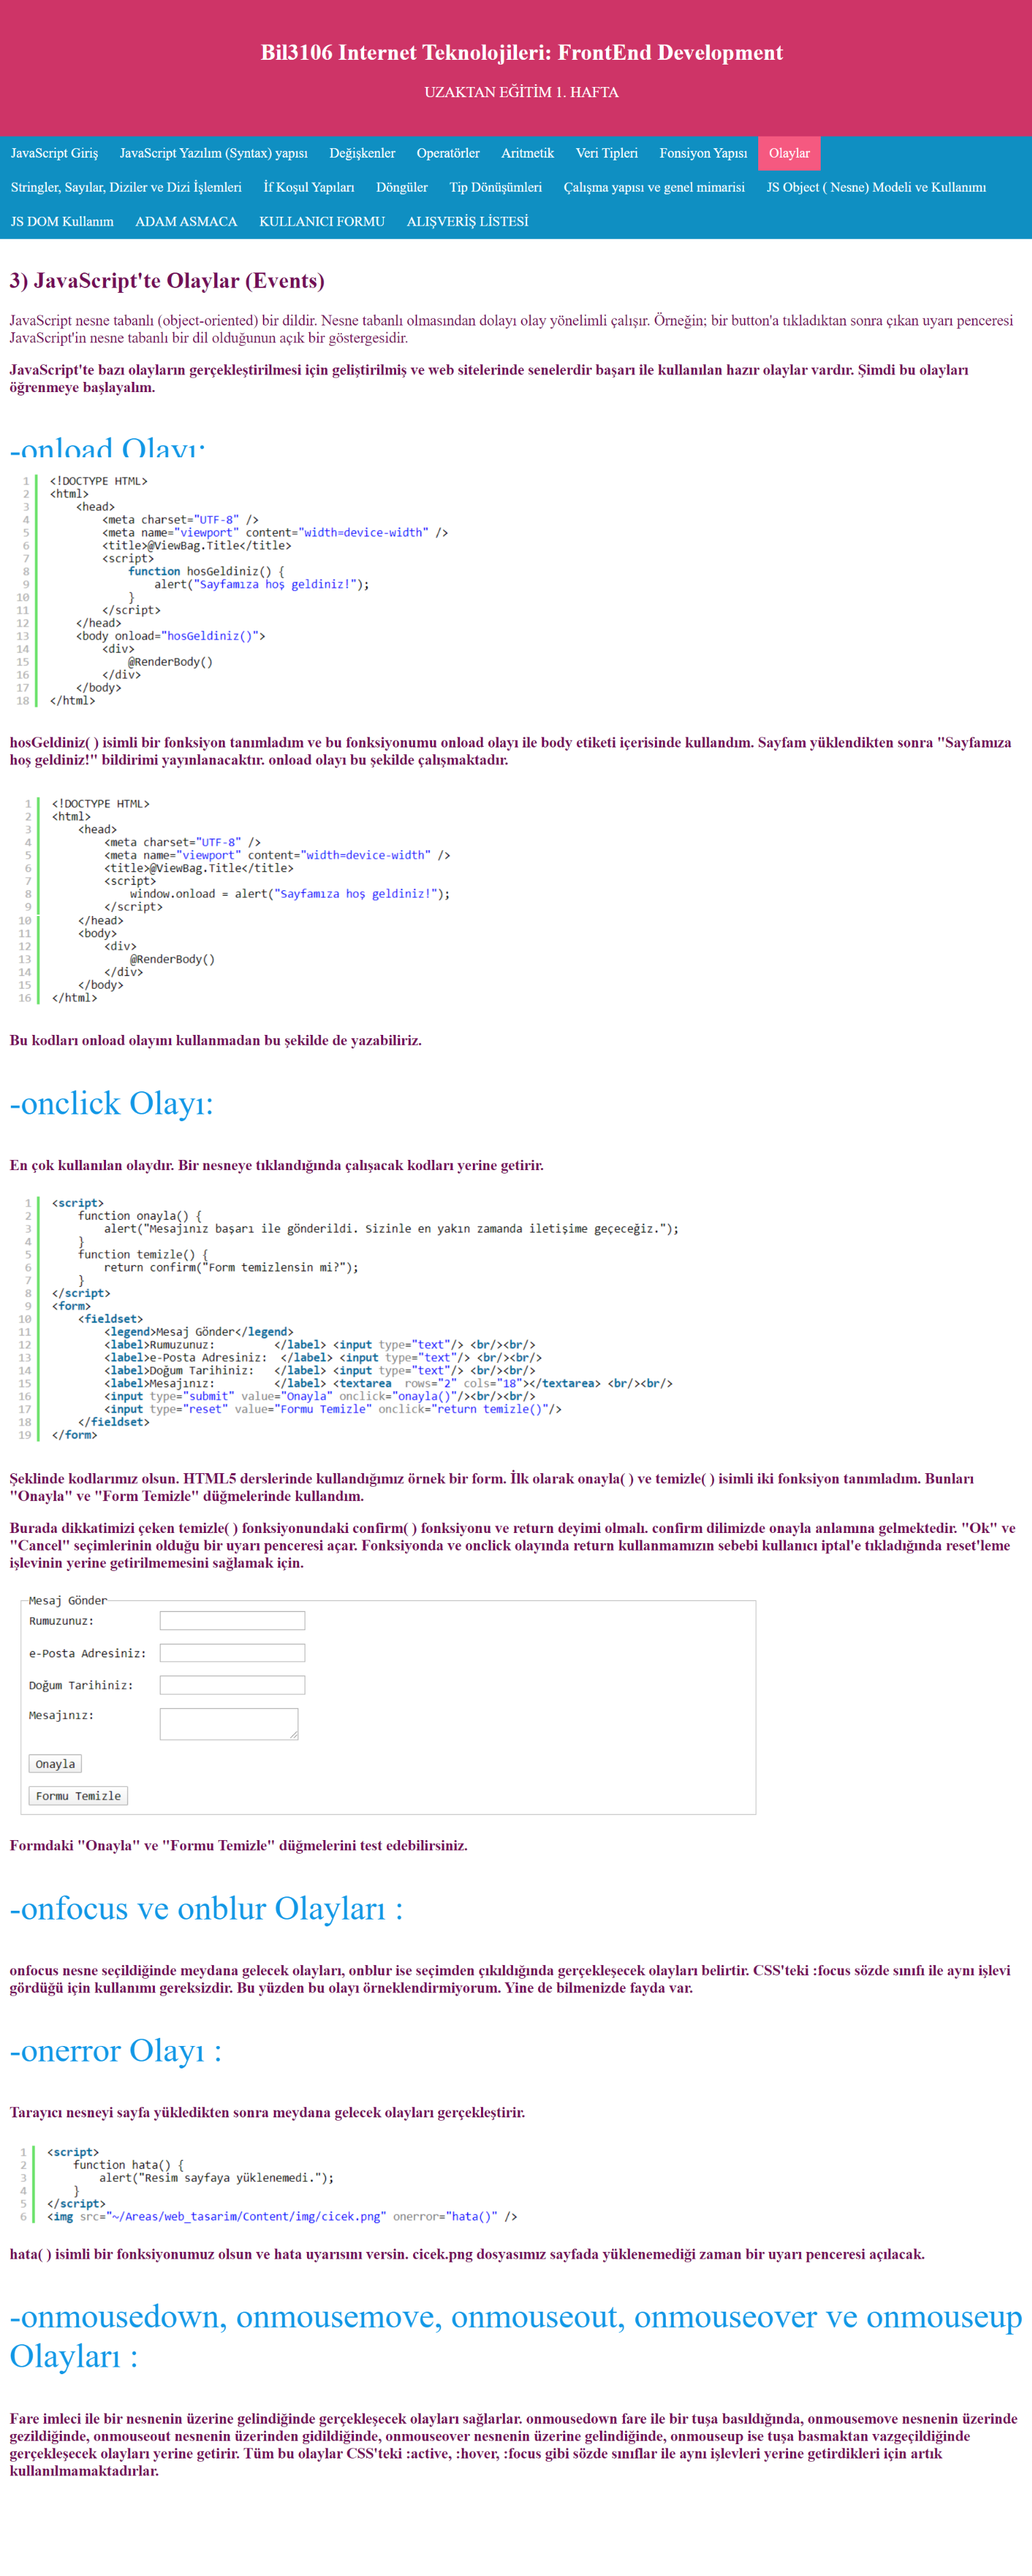 Bil3106 Internet Teknolojileri: FrontEnd Development
UZAKTAN EĞİTİM 1. HAFTA
JavaScript Giriş JavaScript Yazılım (Syntax) yapısı Değişkenler Operatörler Aritmetik Veri Tipleri Fonsiyon Yapısı Olaylar
Stringler, Sayılar, Diziler ve Dizi İşlemleri İf Koşul Yapıları Döngüler Tip Dönüşümleri Çalışma yapısı ve genel mimarisi JS Object ( Nesne) Modeli ve Kullanımı
JS DOM Kullanım ADAM ASMACA KULLANICI FORMU ALIŞVERİŞ LİSTESİ
3) JavaScript'te Olaylar (Events)
JavaScript nesne tabanlı (object-oriented) bir dildir. Nesne tabanlı olmasından dolayı olay yönelimli çalışır. Örneğin; bir button'a tıkladıktan sonra çıkan uyarı penceresi
JavaScript'in nesne tabanlı bir dil olduğunun açık bir göstergesidir.
JavaScript'te bazı olayların gerçekleştirilmesi için geliştirilmiş ve web sitelerinde senelerdir başarı ile kullanılan hazır olaylar vardır. Şimdi bu olayları
öğrenmeye başlayalım.
-onload Olayı:
1 <!DOCTYPE HTML>
2 <html>
3 <head>
4 <meta charset="UTF-8" />
5 <meta name="viewport" content="width=device-width" />
6 <title>@ViewBag.Title</title>
7 <script>
8 function hosGeldiniz() {
9 alert("Sayfamıza hoş geldiniz!");
10 }
11 </script>
12 </head>
13 <body onload="hosGeldiniz()">
14 <div>
15 @RenderBody()
16 </div>
17 </body>
18 </html>
hosGeldiniz( ) isimli bir fonksiyon tanımladım ve bu fonksiyonumu onload olayı ile body etiketi içerisinde kullandım. Sayfam yüklendikten sonra "Sayfamıza
hoş geldiniz!" bildirimi yayınlanacaktır. onload olayı bu şekilde çalışmaktadır.
1 <!DOCTYPE HTML>
2 <html>
3 <head>
4 <meta charset="UTF-8" />
5 <meta name="viewport" content="width=device-width" />
6 <title>@ViewBag.Title</title>
7 <script>
8 window.onload = alert("Sayfamıza hoş geldiniz!");
9 </script>
10 </head>
11 <body>
12 <div>
13 @RenderBody()
14 </div>
15 </body>
16 </html>
Bu kodları onload olayını kullanmadan bu şekilde de yazabiliriz.
-onclick Olayı:
En çok kullanılan olaydır. Bir nesneye tıklandığında çalışacak kodları yerine getirir.
1 <script>
2 function onayla() {
3 alert("Mesajınız başarı ile gönderildi. Sizinle en yakın zamanda iletişime geçeceğiz.");
4 }
5 function temizle() {
6 return confirm("Form temizlensin mi?");
7 }
8 </script>
9 <form>
10 <fieldset>
11 <legend>Mesaj Gönder</legend>
12 <label>Rumuzunuz: </label> <input type="text"/> <br/><br/>
13 <label>e-Posta Adresiniz: </label> <input type="text"/> <br/><br/>
14 <label>Doğum Tarihiniz: </label> <input type="text"/> <br/><br/>
15 <label>Mesajınız: </label> <textarea rows="2" cols="18"></textarea> <br/><br/>
16 <input type="submit" value="Onayla" onclick="onayla()"/><br/><br/>
17 <input type="reset" value="Formu Temizle" onclick="return temizle()"/>
18 </fieldset>
19 </form>
Şeklinde kodlarımız olsun. HTML5 derslerinde kullandığımız örnek bir form. İlk olarak onayla( ) ve temizle( ) isimli iki fonksiyon tanımladım. Bunları
"Onayla" ve "Form Temizle" düğmelerinde kullandım.
Burada dikkatimizi çeken temizle( ) fonksiyonundaki confirm( ) fonksiyonu ve return deyimi olmalı. confirm dilimizde onayla anlamına gelmektedir. "Ok" ve
"Cancel" seçimlerinin olduğu bir uyarı penceresi açar. Fonksiyonda ve onclick olayında return kullanmamızın sebebi kullanıcı iptal'e tıkladığında reset'leme
işlevinin yerine getirilmemesini sağlamak için.
Mesaj Gönder
Rumuzunuz:
e-Posta Adresiniz:
Doğum Tarihiniz:
Mesajınız:
Onayla
Formu Temizle
Formdaki "Onayla" ve "Formu Temizle" düğmelerini test edebilirsiniz.
-onfocus ve onblur Olayları :
onfocus nesne seçildiğinde meydana gelecek olayları, onblur ise seçimden çıkıldığında gerçekleşecek olayları belirtir. CSS'teki :focus sözde sınıfı ile aynı işlevi
gördüğü için kullanımı gereksizdir. Bu yüzden bu olayı örneklendirmiyorum. Yine de bilmenizde fayda var.
-onerror Olayı :
Tarayıcı nesneyi sayfa yükledikten sonra meydana gelecek olayları gerçekleştirir.
1 <script>
2 function hata() {
3 alert("Resim sayfaya yüklenemedi.");
4 }
5 </script>
6 <img src="~/Areas/web_tasarim/Content/img/cicek.png" onerror="hata()" />
hata( ) isimli bir fonksiyonumuz olsun ve hata uyarısını versin. cicek.png dosyasımız sayfada yüklenemediği zaman bir uyarı penceresi açılacak.
-onmousedown, onmousemove, onmouseout, onmouseover ve onmouseup
Olayları :
Fare imleci ile bir nesnenin üzerine gelindiğinde gerçekleşecek olayları sağlarlar. onmousedown fare ile bir tuşa basıldığında, onmousemove nesnenin üzerinde
gezildiğinde, onmouseout nesnenin üzerinden gidildiğinde, onmouseover nesnenin üzerine gelindiğinde, onmouseup ise tuşa basmaktan vazgeçildiğinde
gerçekleşecek olayları yerine getirir. Tüm bu olaylar CSS'teki :active, :hover, :focus gibi sözde sınıflar ile aynı işlevleri yerine getirdikleri için artık
kullanılmamaktadırlar.